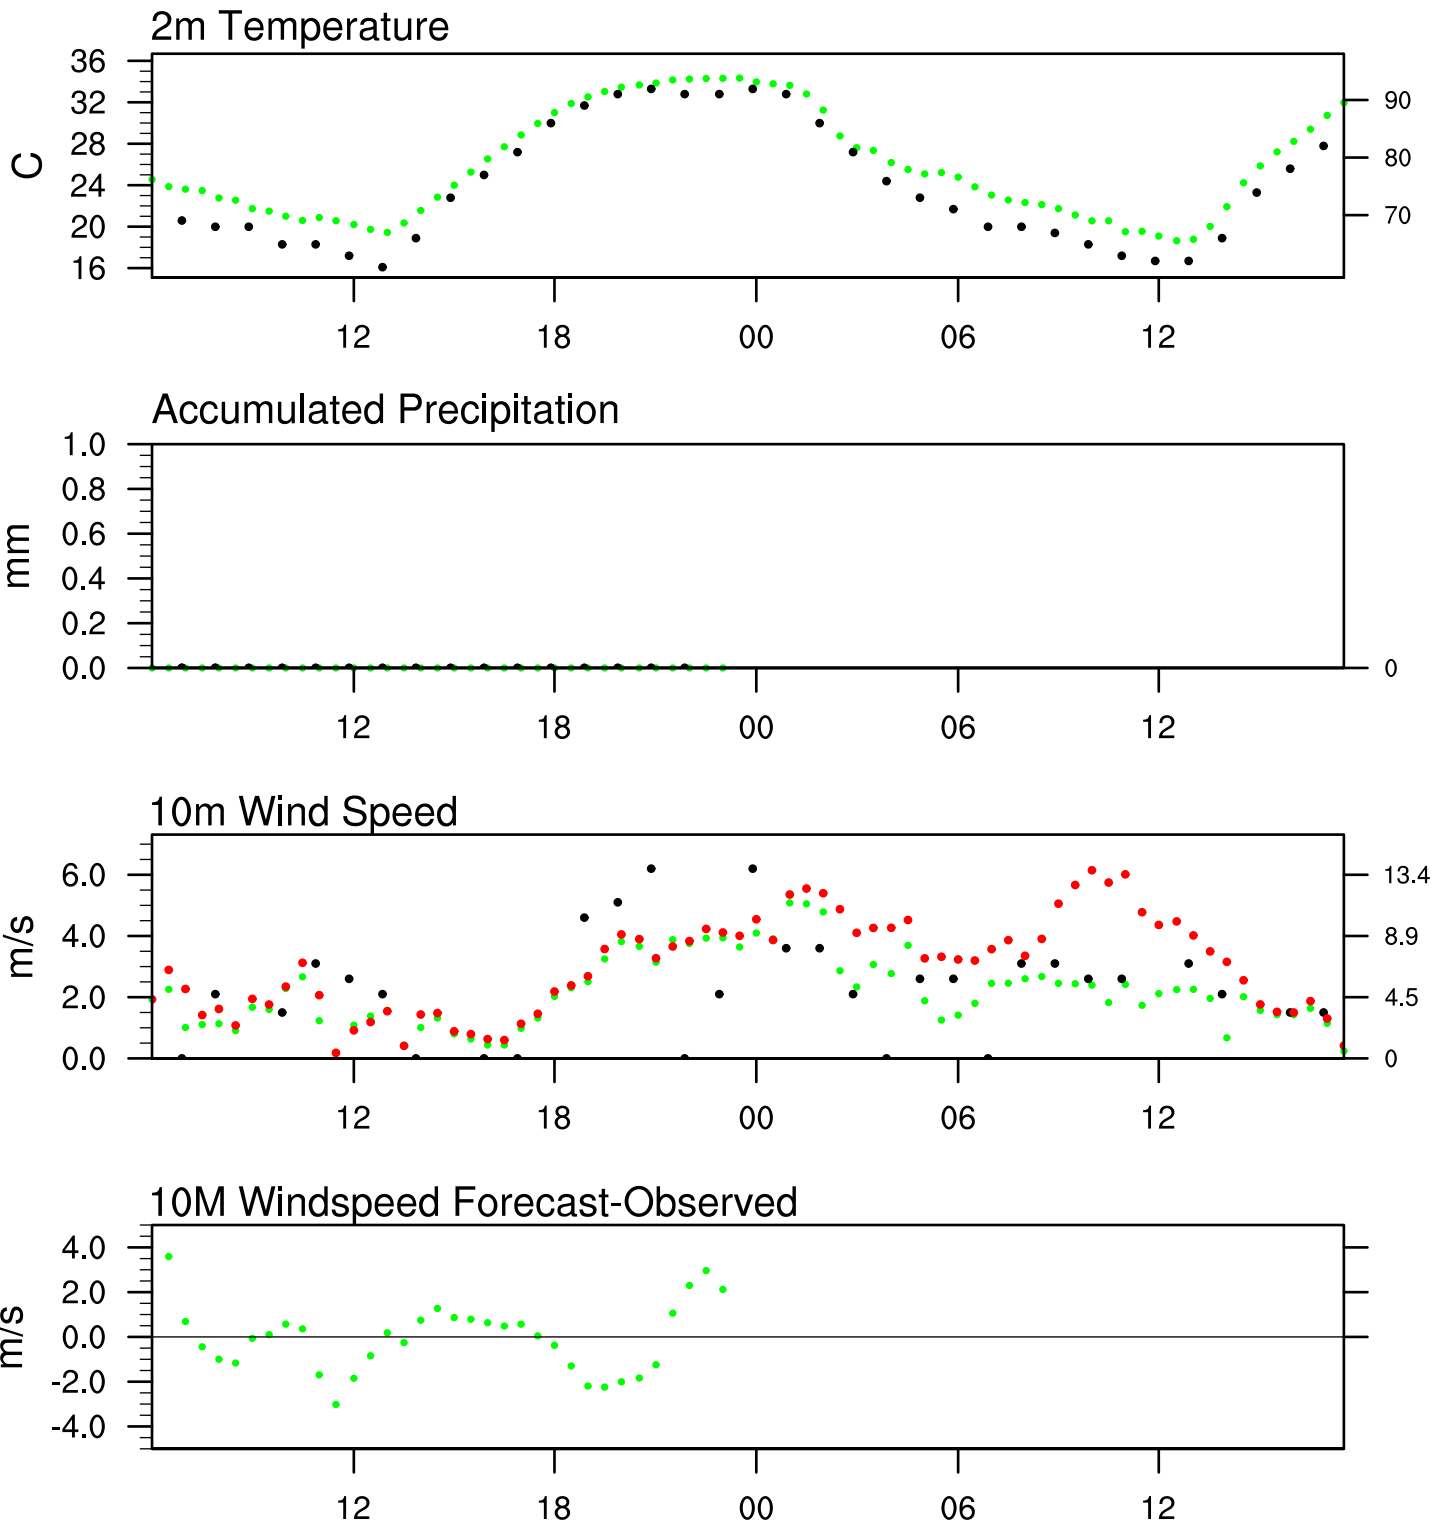 2m Temperature
36
32
28
24
20
16
C
90
80
70
12 18 00 06 12
Accumulated Precipitation
1.0
0.8
0.6
0.4
0.2
0.0
mm
0
12 18 00 06 12
10m Wind Speed
6.0
4.0
2.0
0.0
m/s
13.4
8.9
4.5
0
12 18 00 06 12
10M Windspeed Forecast-Observed
4.0
2.0
0.0
-2.0
-4.0
m/s
12 18 00 06 12